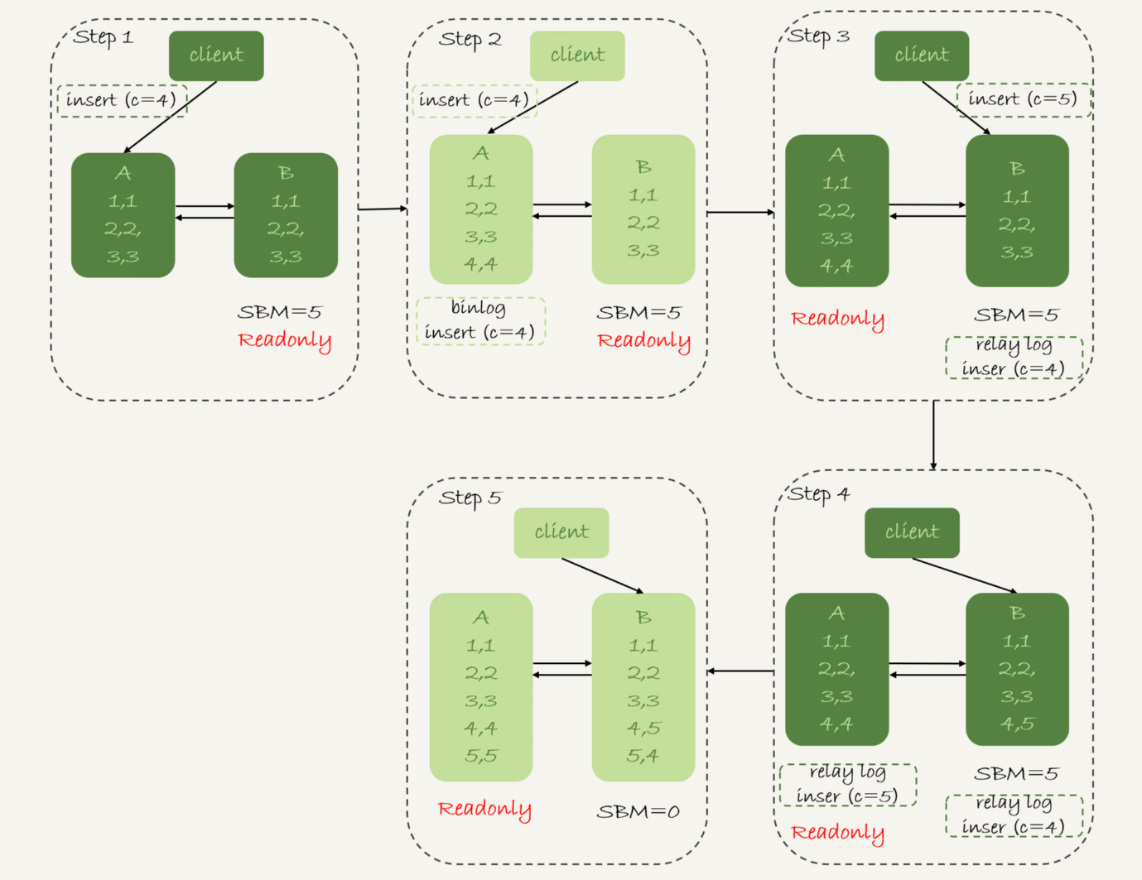 Step 1
client
insert (c=4)
A
1,1
2,2,
3,3
B
1,1
2,2,
3,3
SBM=5
Readonly
Step 2
client
insert (c=4)
A
1,1
2,2
3,3
4,4
binlog
insert (c=4)
B
1,1
2,2
3,3
SBM=5
Readonly
Step 3
client
insert (c=5)
A
1,1
2,2,
3,3
4,4
Readonly
B
1,1
2,2,
3,3
SBM=5
relay log
inser (c=4)
Step 4
client
A
1,1
2,2,
3,3
4,4
relay log
inser (c=5)
Readonly
B
1,1
2,2,
3,3
4,5
SBM=5
relay log
inser (c=4)
Step 5
client
A
1,1
2,2
3,3
4,4
5,5
Readonly
B
1,1
2,2
3,3
4,5
5,4
SBM=0